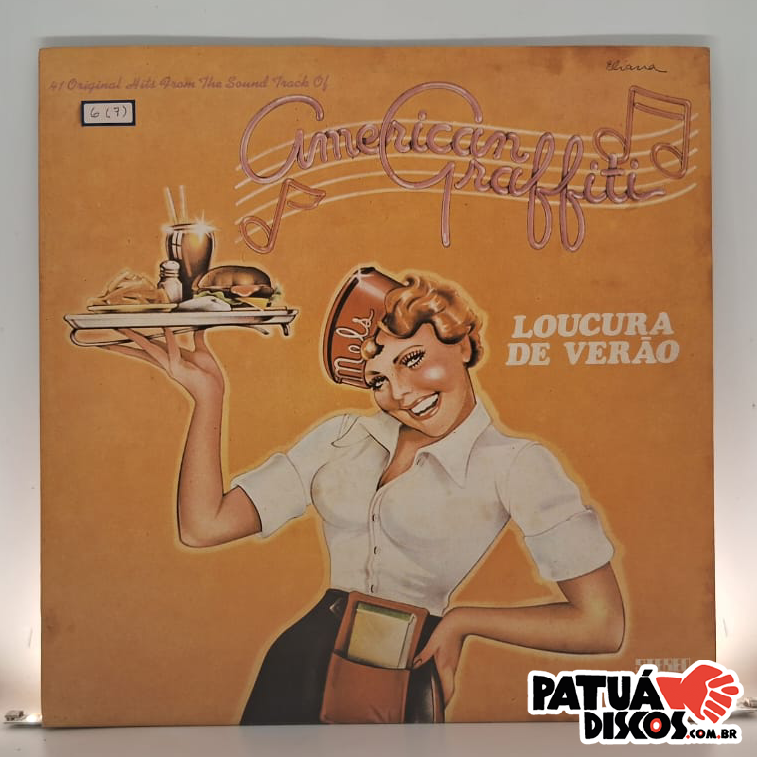 Eliana
41 Original Hits From The Sound Track Of
6 (7)
American
Graffiti
LOUCURA
DE VERÃO
Mels
STEREO
PATUÁ
DISCOS.COM.BR